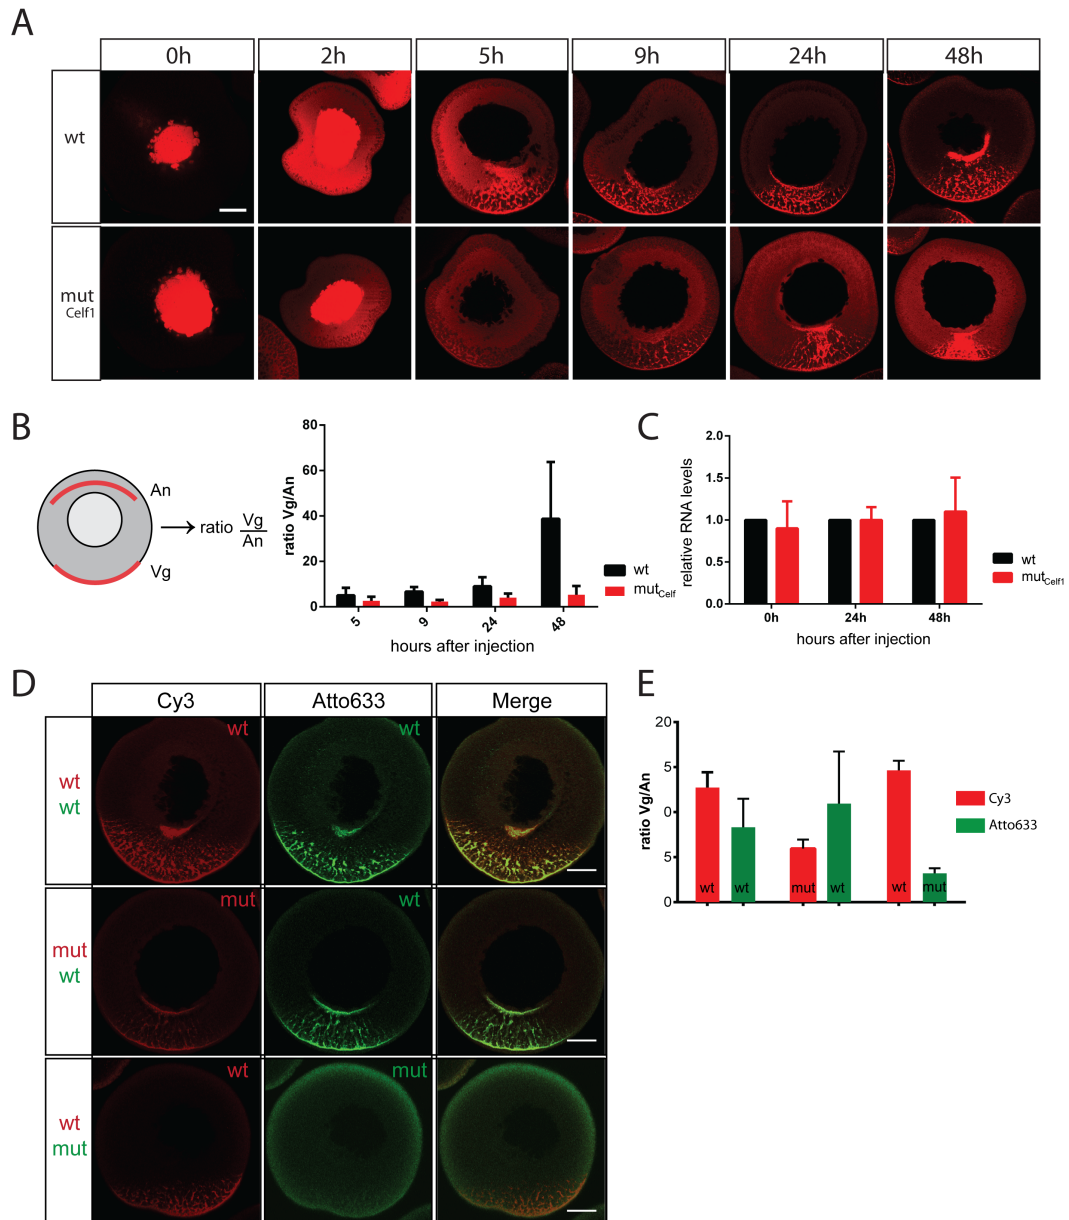 A
0h 2h 5h 9h 24h 48h
wt
mut
Celf1
B
An
ratio Vg/An
Vg
80
60
40
20
0
ratio Vg/An
5 9 24 48
hours after injection
wt
mutCelf
C
2.0
1.5
1.0
0.5
0.0
relative RNA levels
0h 24h 48h
hours after injection
wt
mutCelf1
D
Cy3 Atto633 Merge
wt
wt
wt wt
mut
wt
mut wt
wt
mut
wt mut
E
20
5
0
5
0
ratio Vg/An
wt wt mut wt wt mut
Cy3
Atto633